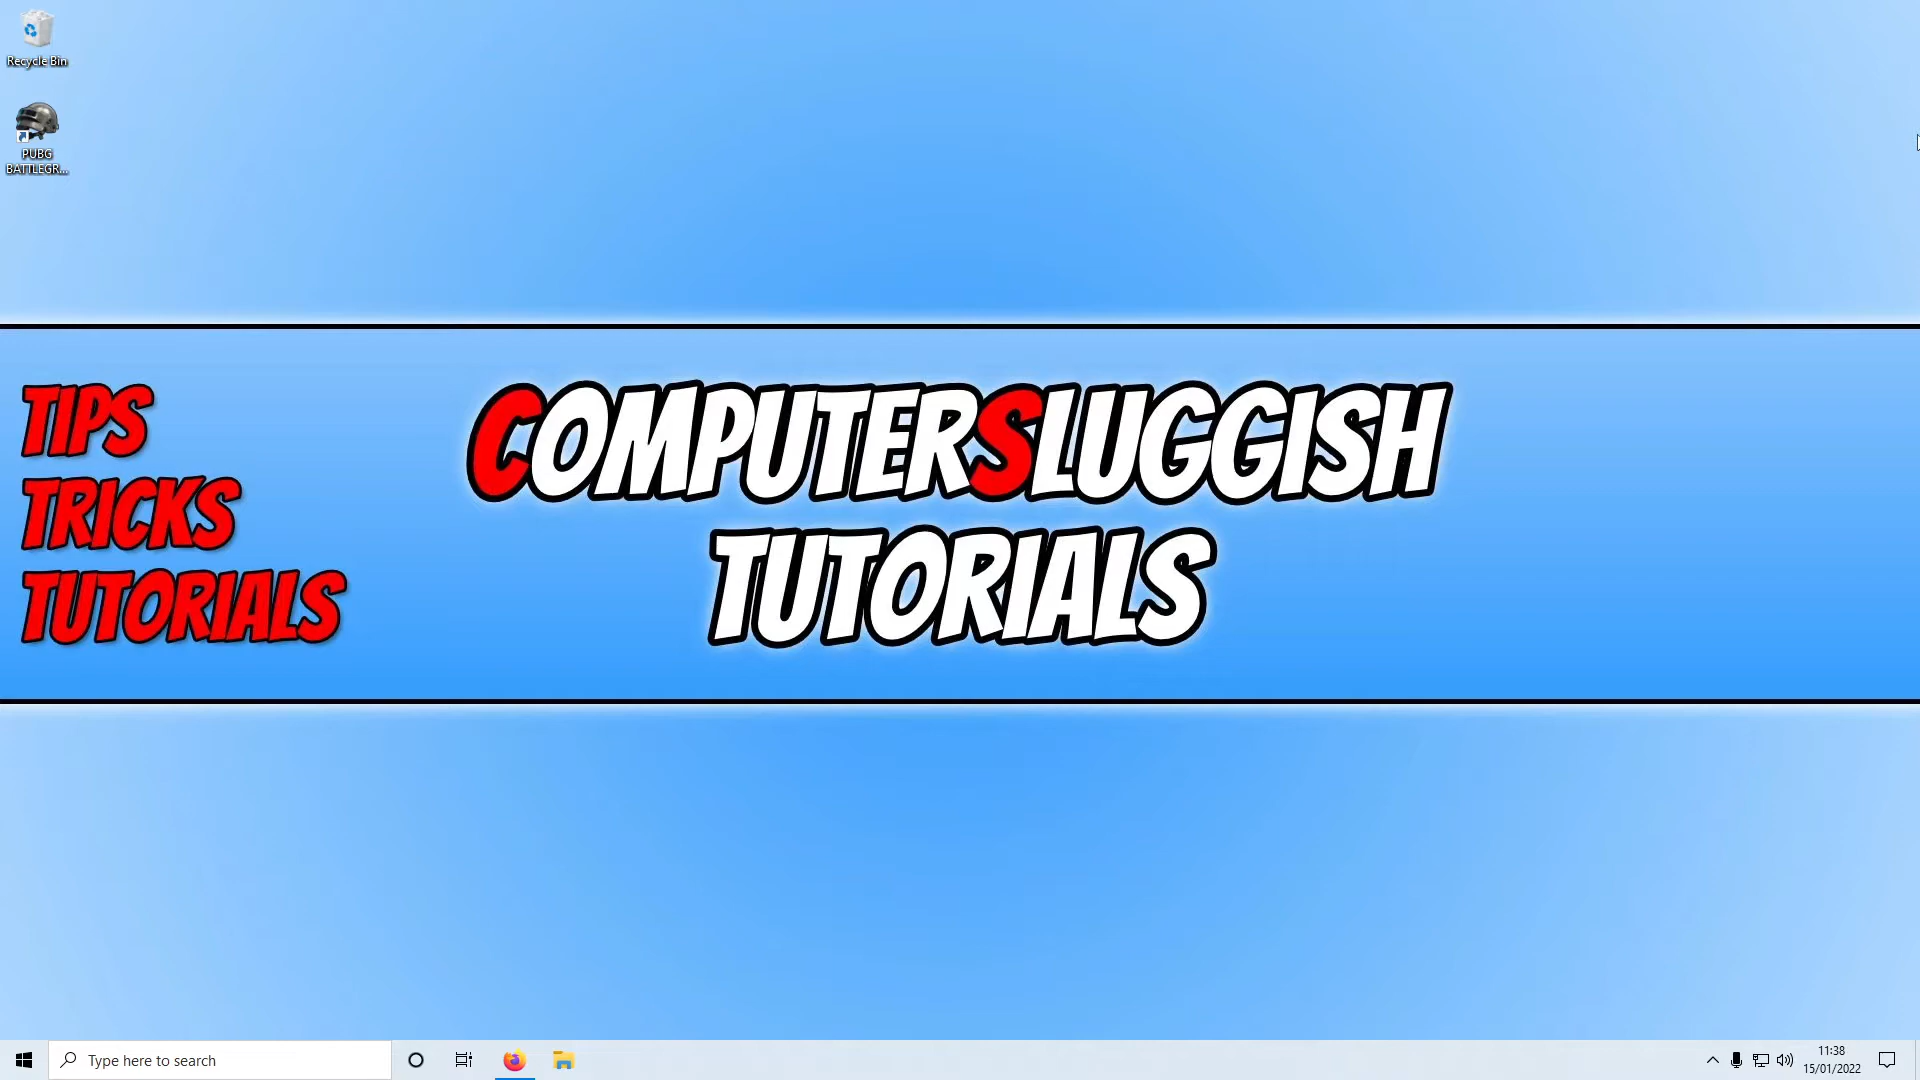 Recycle Bin
PUBG
BATTLEGR...
TIPS
TRICKS
TUTORIALS
COMPUTERSLUGGISH
TUTORIALS
Type here to search
11:38
15/01/2022